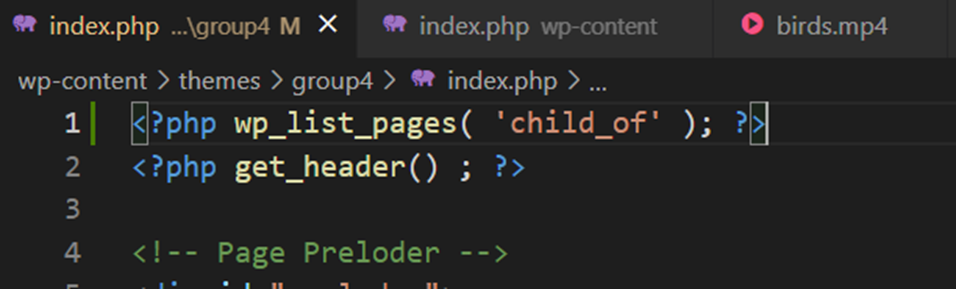 index.php ...\group4 M × index.php wp-content birds.mp4
wp-content > themes > group4 > index.php > ...
1 <?php wp_list_pages( 'child_of' ); ?>
2 <?php get_header() ; ?>
3
4 <!-- Page Preloder -->